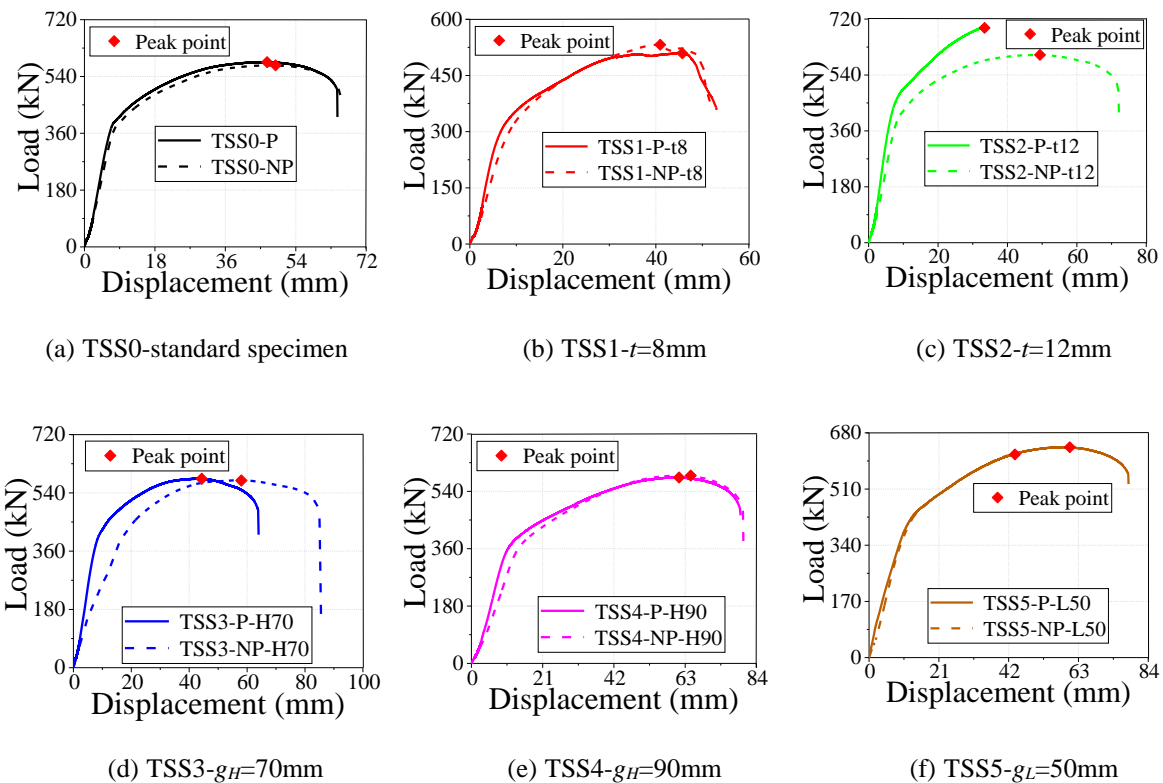 720
540
360
180
0
Load (kN)
Peak point
TSS0-P
TSS0-NP
0 18 36 54 72
Displacement (mm)
(a) TSS0-standard specimen
600
450
300
150
0
Load (kN)
Peak point
TSS1-P-t8
TSS1-NP-t8
0 20 40 60
Displacement (mm)
(b) TSS1-t=8mm
720
540
360
180
0
Load (kN)
Peak point
TSS2-P-t12
TSS2-NP-t12
0 20 40 60 80
Displacement (mm)
(c) TSS2-t=12mm
720
540
360
180
0
Load (kN)
Peak point
TSS3-P-H70
TSS3-NP-H70
0 20 40 60 80 100
Displacement (mm)
(d) TSS3-gH=70mm
720
540
360
180
0
Load (kN)
Peak point
TSS4-P-H90
TSS4-NP-H90
0 21 42 63 84
Displacement (mm)
(e) TSS4-gH=90mm
680
510
340
170
0
Load (kN)
Peak point
TSS5-P-L50
TSS5-NP-L50
0 21 42 63 84
Displacement (mm)
(f) TSS5-gL=50mm